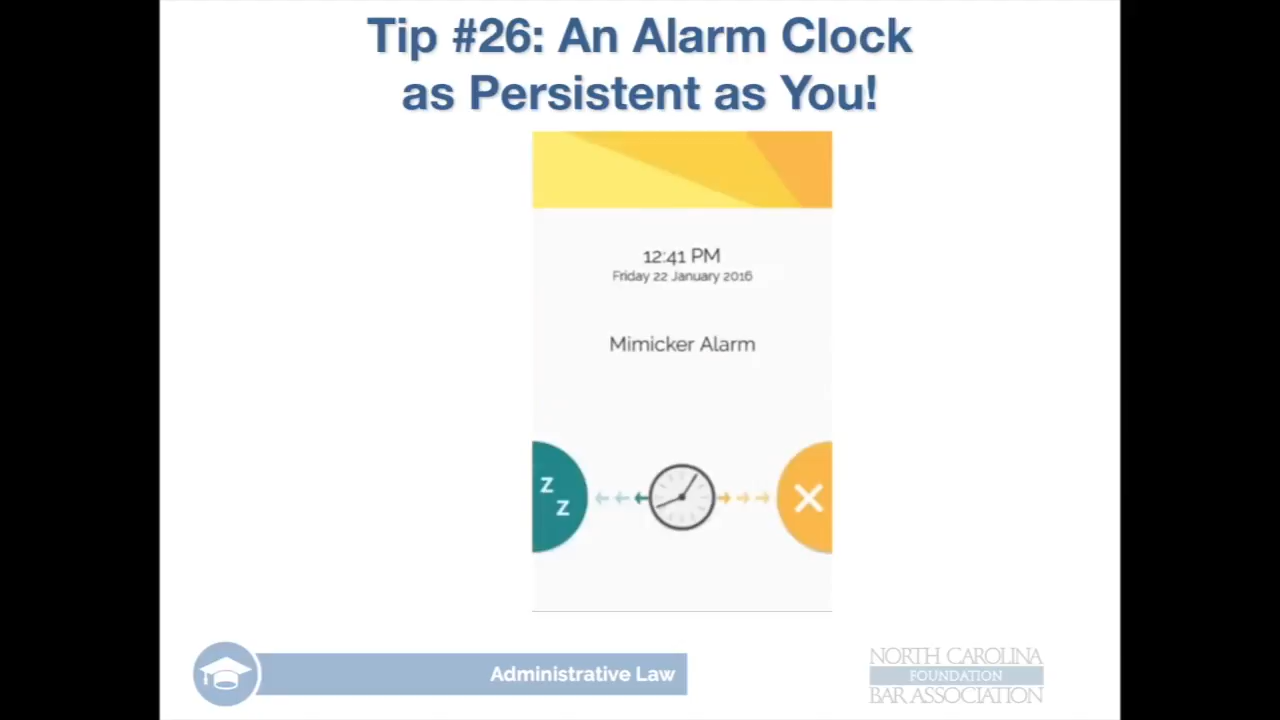 Tip #26: An Alarm Clock
as Persistent as You!
12:41 PM
Friday 22 January 2016
Mimicker Alarm
Z
Z
Administrative Law
NORTH CAROLINA
FOUNDATION
BAR ASSOCIATION